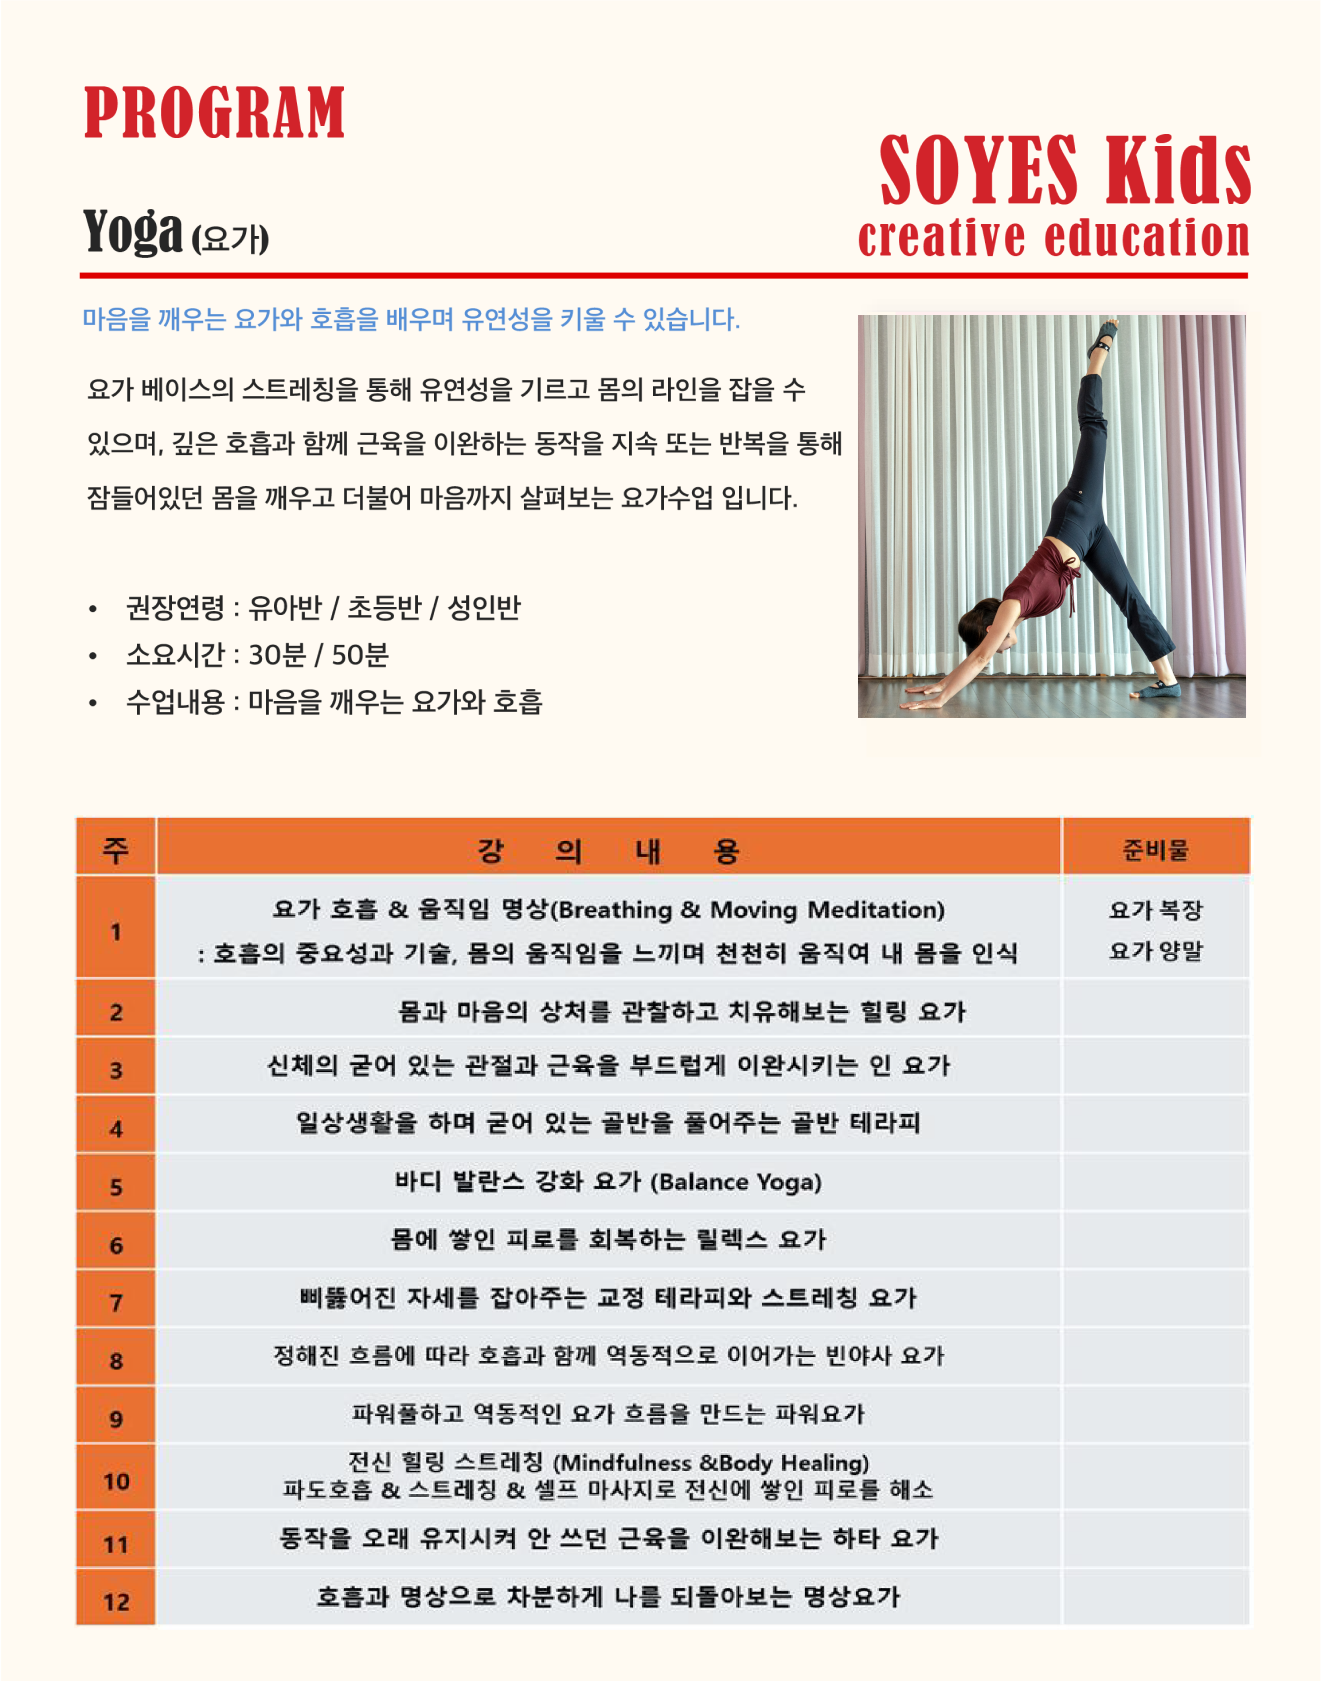 PROGRAM
SOYES Kids
creative education
Yoga (요가)
마음을 깨우는 요가와 호흡을 배우며 유연성을 키울 수 있습니다.
요가 베이스의 스트레칭을 통해 유연성을 기르고 몸의 라인을 잡을 수
있으며, 깊은 호흡과 함께 근육을 이완하는 동작을 지속 또는 반복을 통해
잠들어있던 몸을 깨우고 더불어 마음까지 살펴보는 요가수업 입니다.
• 권장연령 : 유아반 / 초등반 / 성인반
• 소요시간 : 30분 / 50분
• 수업내용 : 마음을 깨우는 요가와 호흡
주 강 의 내 용 준비물
1 요가 호흡 & 움직임 명상(Breathing & Moving Meditation) 요가 복장
: 호흡의 중요성과 기술, 몸의 움직임을 느끼며 천천히 움직여 내 몸을 인식 요가 양말
2 몸과 마음의 상처를 관찰하고 치유해보는 힐링 요가
3 신체의 굳어 있는 관절과 근육을 부드럽게 이완시키는 인 요가
4 일상생활을 하며 굳어 있는 골반을 풀어주는 골반 테라피
5 바디 발란스 강화 요가 (Balance Yoga)
6 몸에 쌓인 피로를 회복하는 릴렉스 요가
7 삐뚫어진 자세를 잡아주는 교정 테라피와 스트레칭 요가
8 정해진 흐름에 따라 호흡과 함께 역동적으로 이어가는 빈야사 요가
9 파워풀하고 역동적인 요가 흐름을 만드는 파워요가
10 전신 힐링 스트레칭 (Mindfulness &Body Healing)
파도호흡 & 스트레칭 & 셀프 마사지로 전신에 쌓인 피로를 해소
11 동작을 오래 유지시켜 안 쓰던 근육을 이완해보는 하타 요가
12 호흡과 명상으로 차분하게 나를 되돌아보는 명상요가